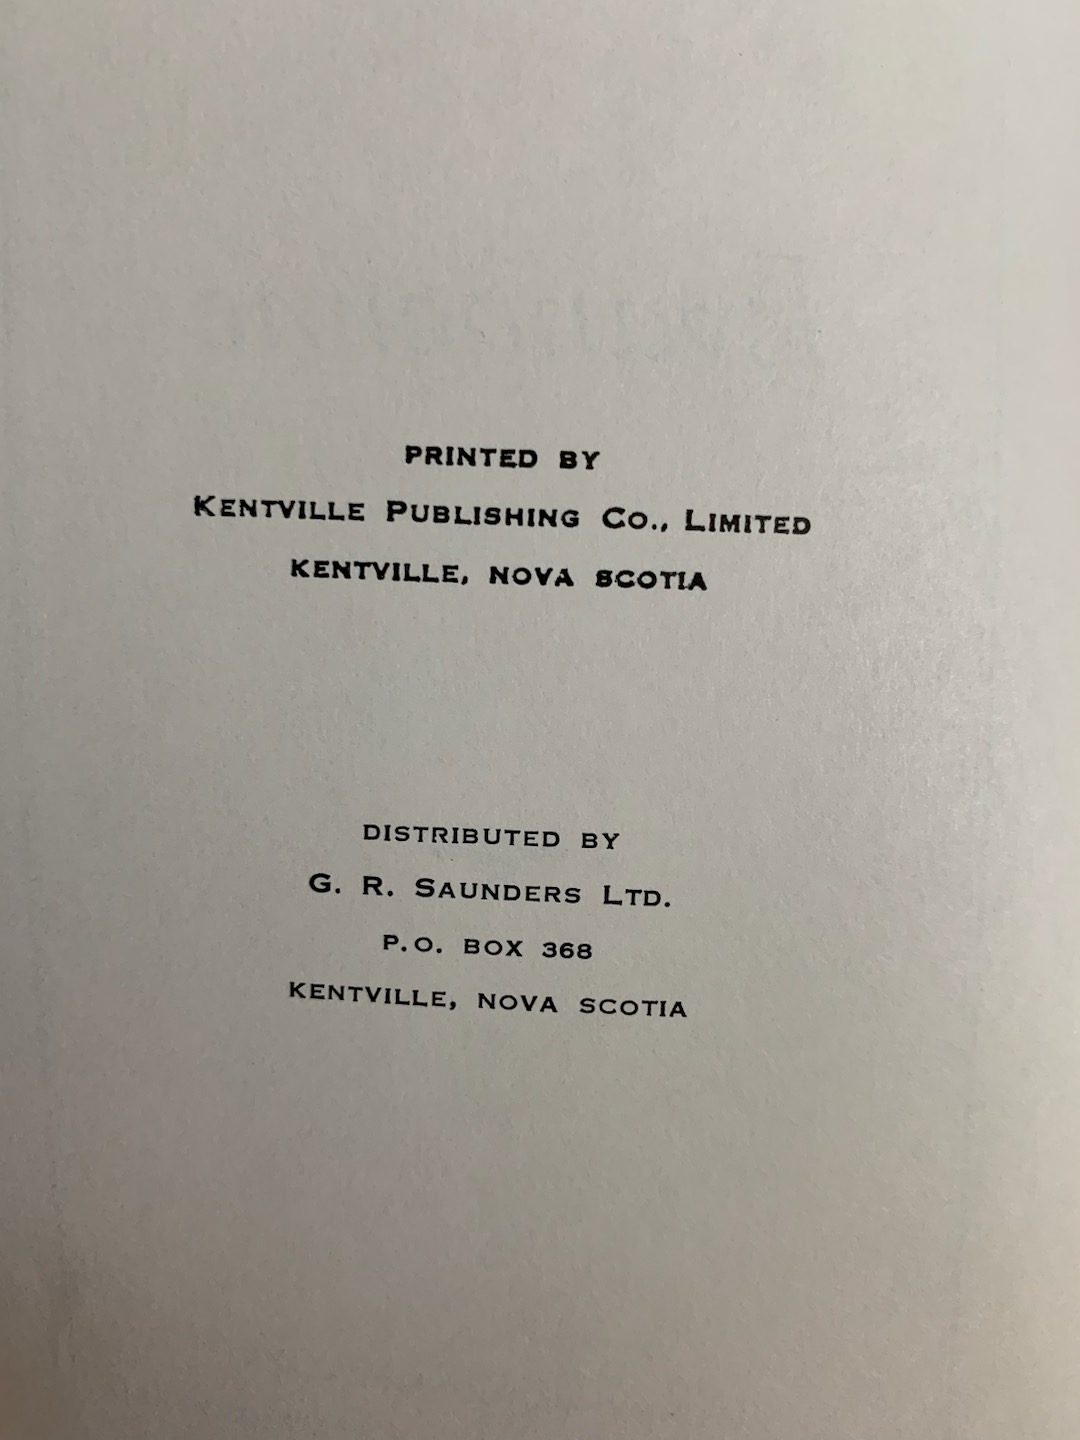 PRINTED BY
KENTVILLE PUBLISHING CO., LIMITED
KENTVILLE, NOVA SCOTIA
DISTRIBUTED BY
G. R. SAUNDERS LTD.
P.O. BOX 368
KENTVILLE, NOVA SCOTIA